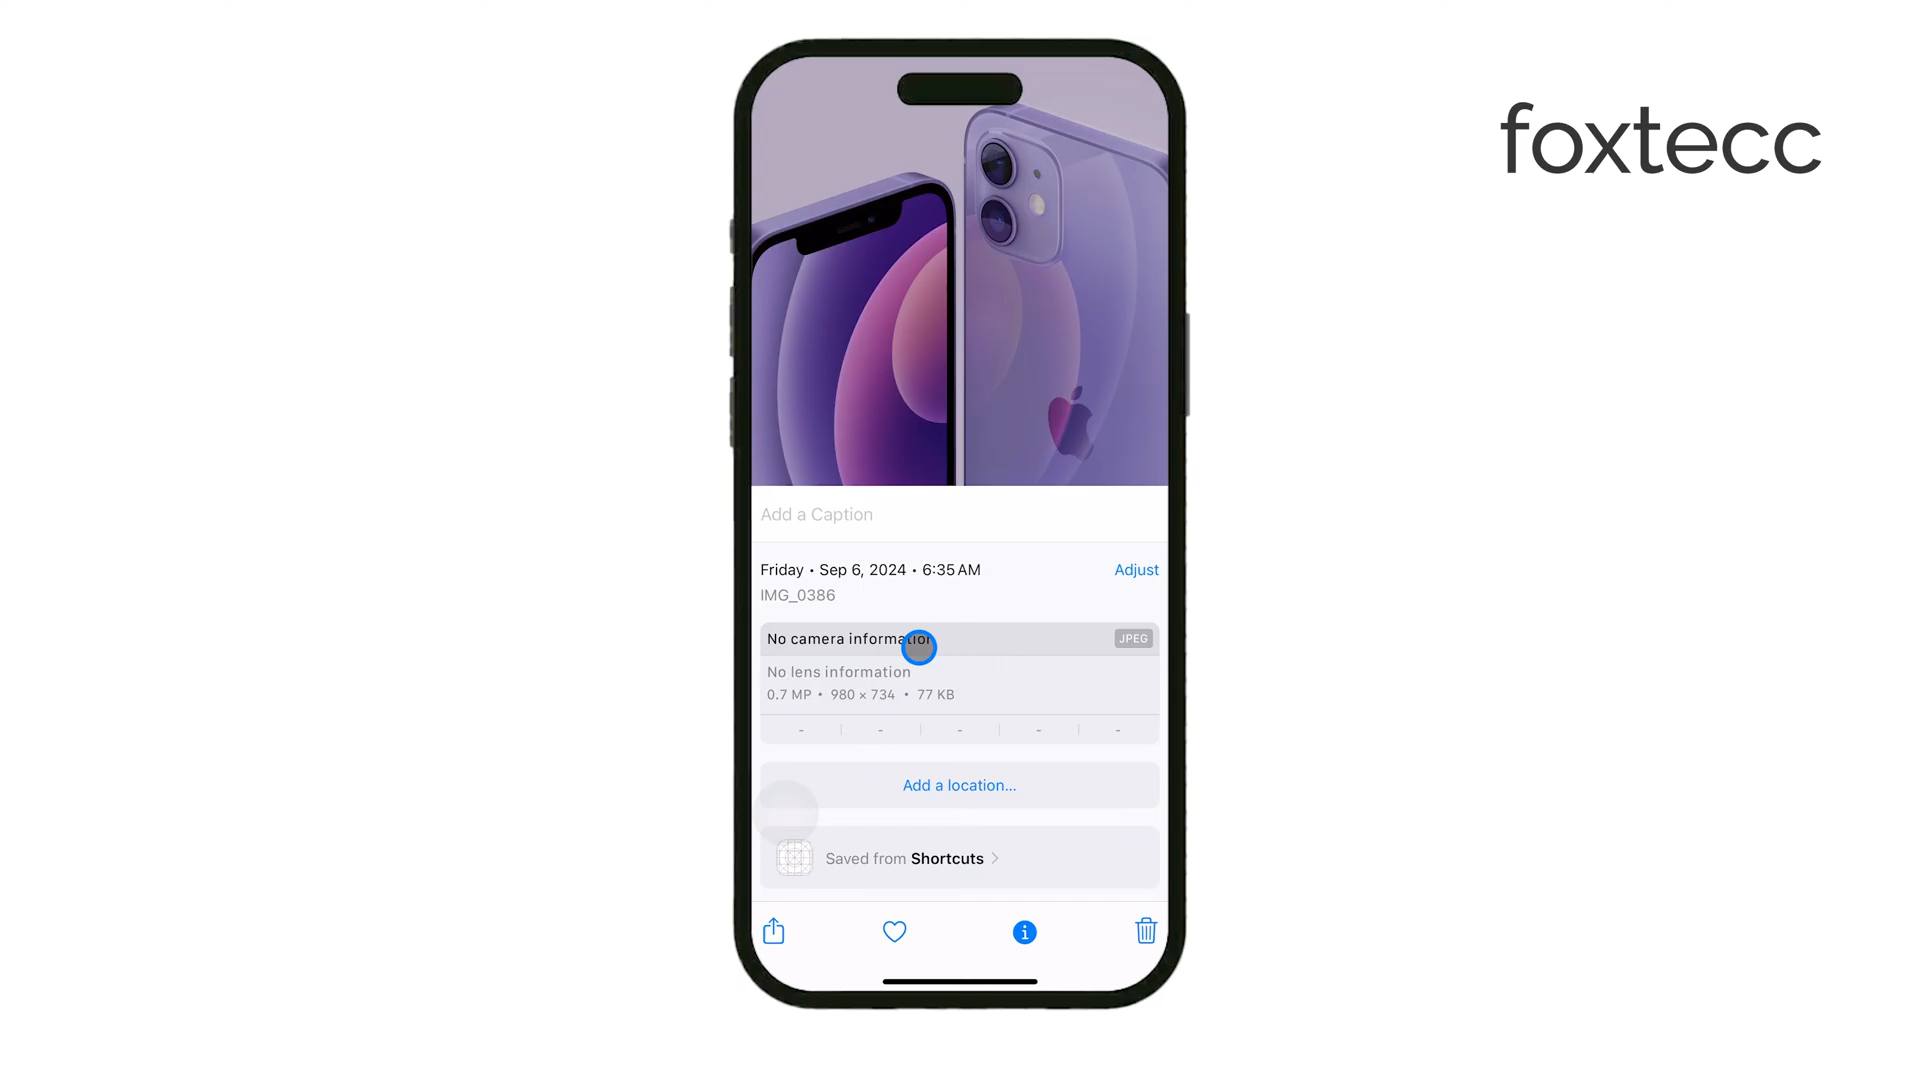 foxtecc
Add a Caption
Friday • Sep 6, 2024 • 6:35 AM
Adjust
IMG_0386
No camera information
JPEG
No lens information
0.7 MP • 980 × 734 • 77 KB
- - - - -
Add a location...
Saved from Shortcuts